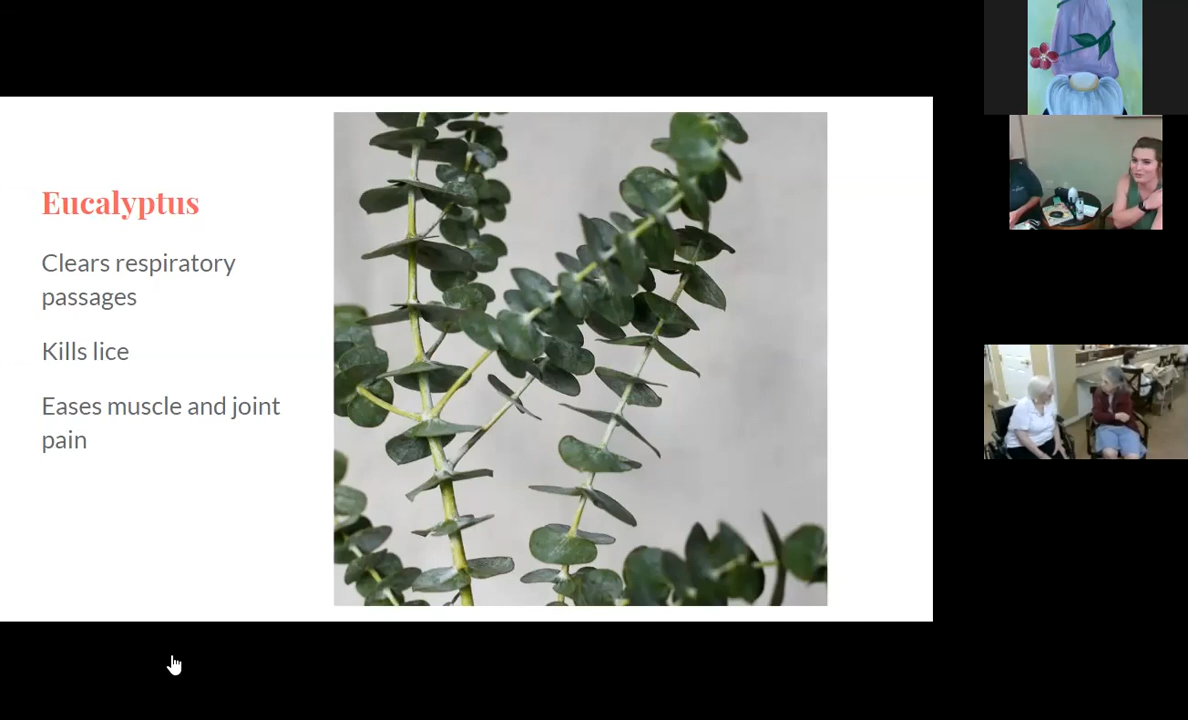 Eucalyptus
Clears respiratory
passages
Kills lice
Eases muscle and joint
pain